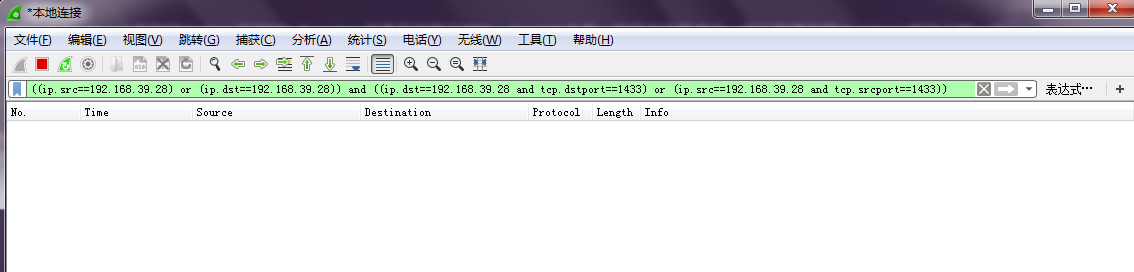 *本地连接
文件(F) 编辑(E) 视图(V) 跳转(G) 捕获(C) 分析(A) 统计(S) 电话(Y) 无线(W) 工具(T) 帮助(H)
((ip.src==192.168.39.28) or (ip.dst==192.168.39.28)) and ((ip.dst==192.168.39.28 and tcp.dstport==1433) or (ip.src==192.168.39.28 and tcp.srcport==1433)) 表达式…
No. Time Source Destination Protocol Length Info